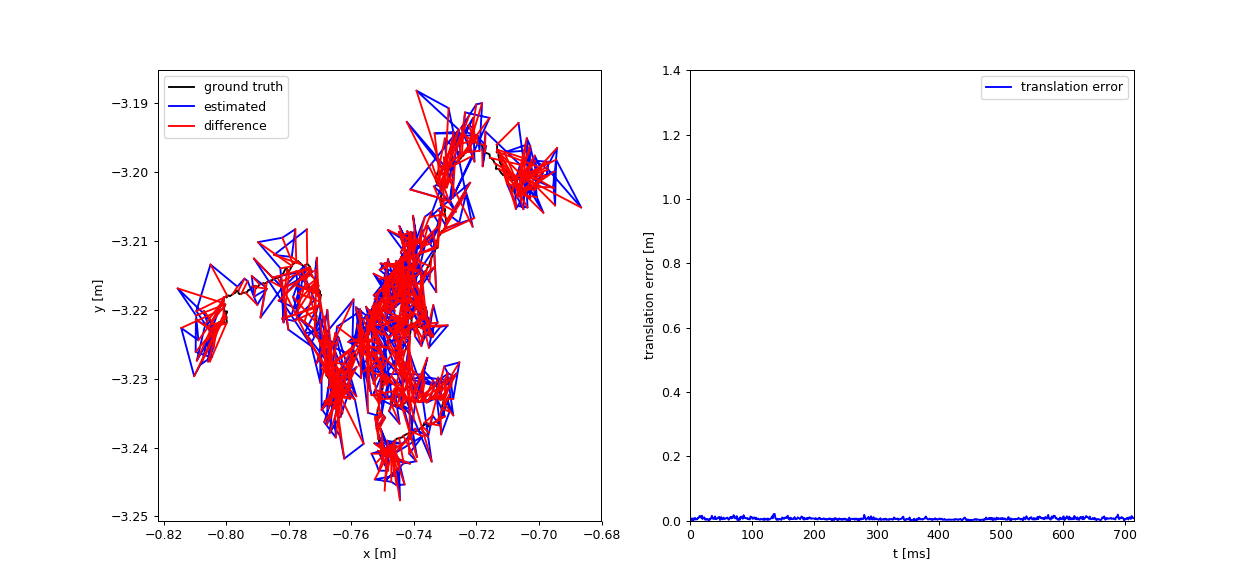 ground truth
estimated
difference
−3.19
−3.20
−3.21
−3.22
−3.23
−3.24
−3.25
y [m]
−0.82 −0.80 −0.78 −0.76 −0.74 −0.72 −0.70 −0.68
x [m]
translation error
1.4
1.2
1.0
0.8
0.6
0.4
0.2
0.0
translation error [m]
0 100 200 300 400 500 600 700
t [ms]